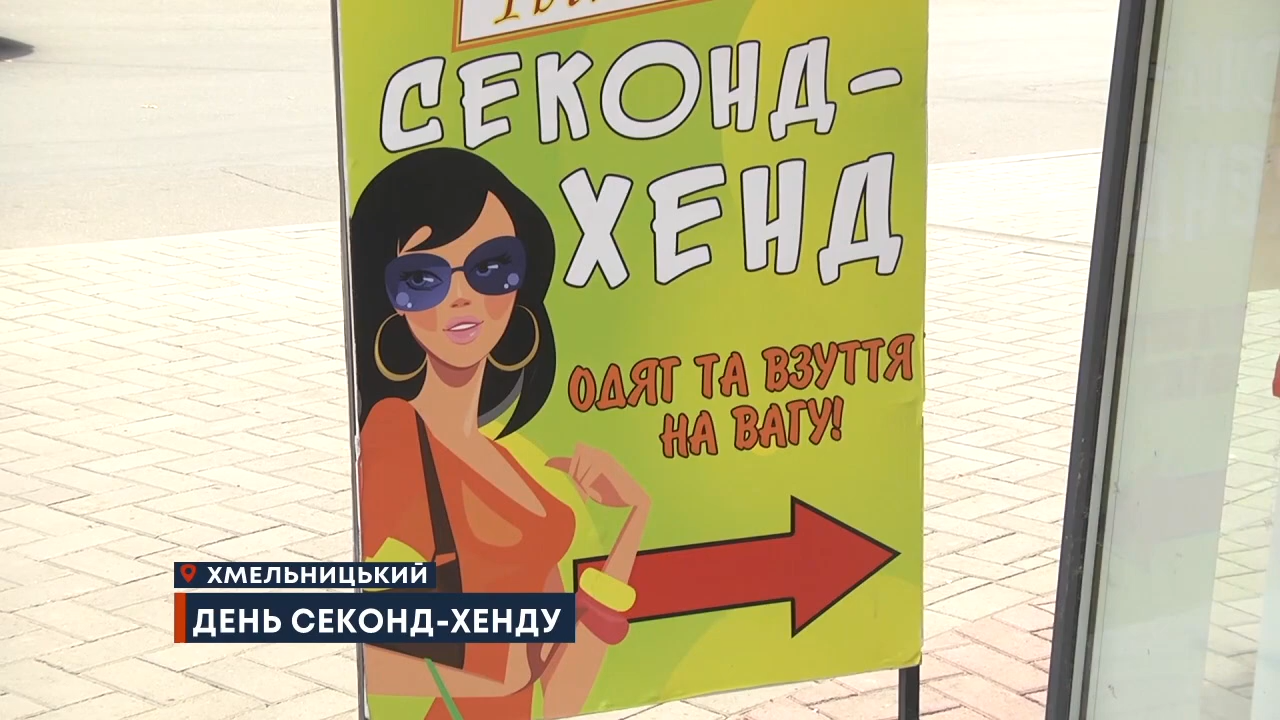 СЕКОНД-
ХЕНД
ОДЯГ ТА ВЗУТТЯ
НА ВАГУ!
ХМЕЛЬНИЦЬКИЙ
ДЕНЬ СЕКОНД-ХЕНДУ